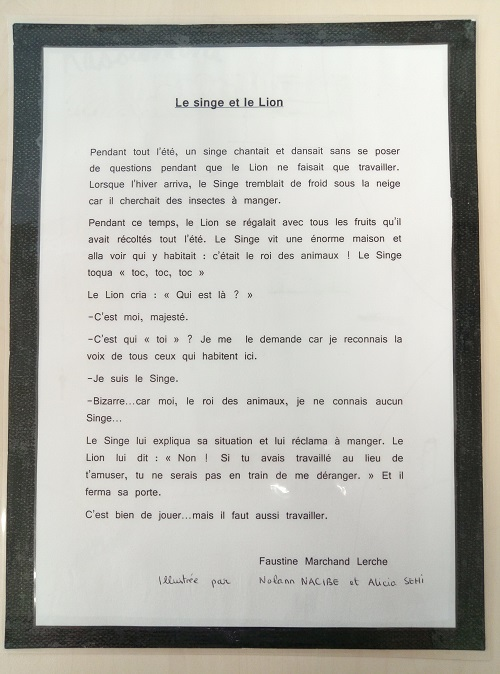 Le singe et le Lion
Pendant tout l'été, un singe chantait et dansait sans se poser
de questions pendant que le Lion ne faisait que travailler.
Lorsque l'hiver arriva, le Singe tremblait de froid sous la neige
car il cherchait des insectes à manger.
Pendant ce temps, le Lion se régalait avec tous les fruits qu'il
avait récoltés tout l'été. Le Singe vit une énorme maison et
alla voir qui y habitait : c'était le roi des animaux ! Le Singe
toqua « toc, toc, toc »
Le Lion cria : « Qui est là ? »
-C'est moi, majesté.
-C'est qui « toi » ? Je me le demande car je reconnais la
voix de tous ceux qui habitent ici.
-Je suis le Singe.
-Bizarre...car moi, le roi des animaux, je ne connais aucun
Singe...
Le Singe lui expliqua sa situation et lui réclama à manger. Le
Lion lui dit : « Non ! Si tu avais travaillé au lieu de
t'amuser, tu ne serais pas en train de me déranger. » Et il
ferma sa porte.
C'est bien de jouer...mais il faut aussi travailler.
Faustine Marchand Lerche
Illustrée par Nolann NACIBE et Alicia SEHI